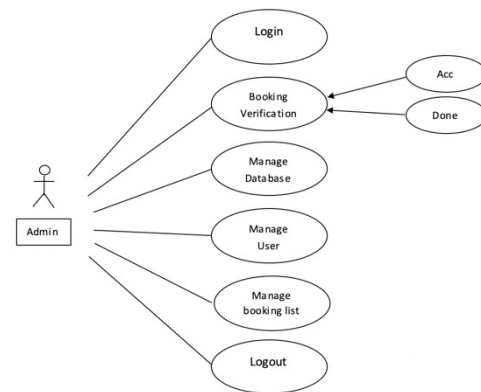 Login
Booking
Verification
Acc
Done
Manage
Database
Admin
Manage
User
Manage
booking list
Logout